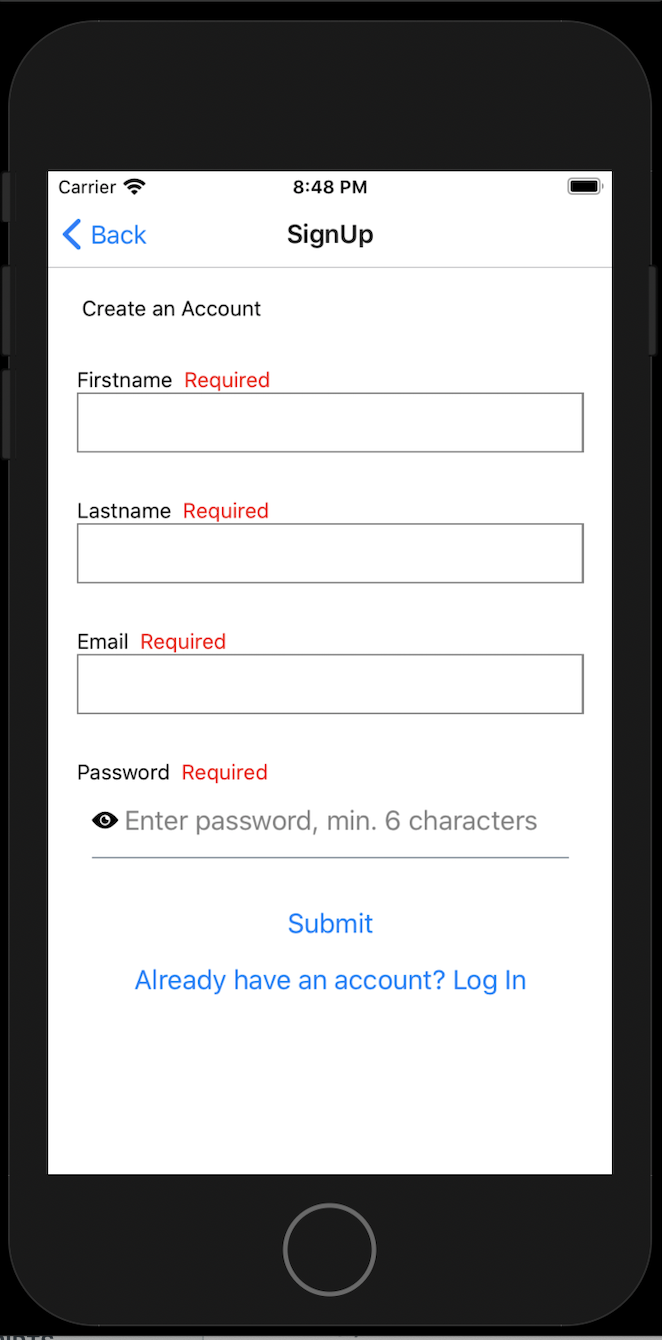 Carrier 8:48 PM
Back SignUp
Create an Account
Firstname Required
Lastname Required
Email Required
Password Required
Enter password, min. 6 characters
Submit
Already have an account? Log In